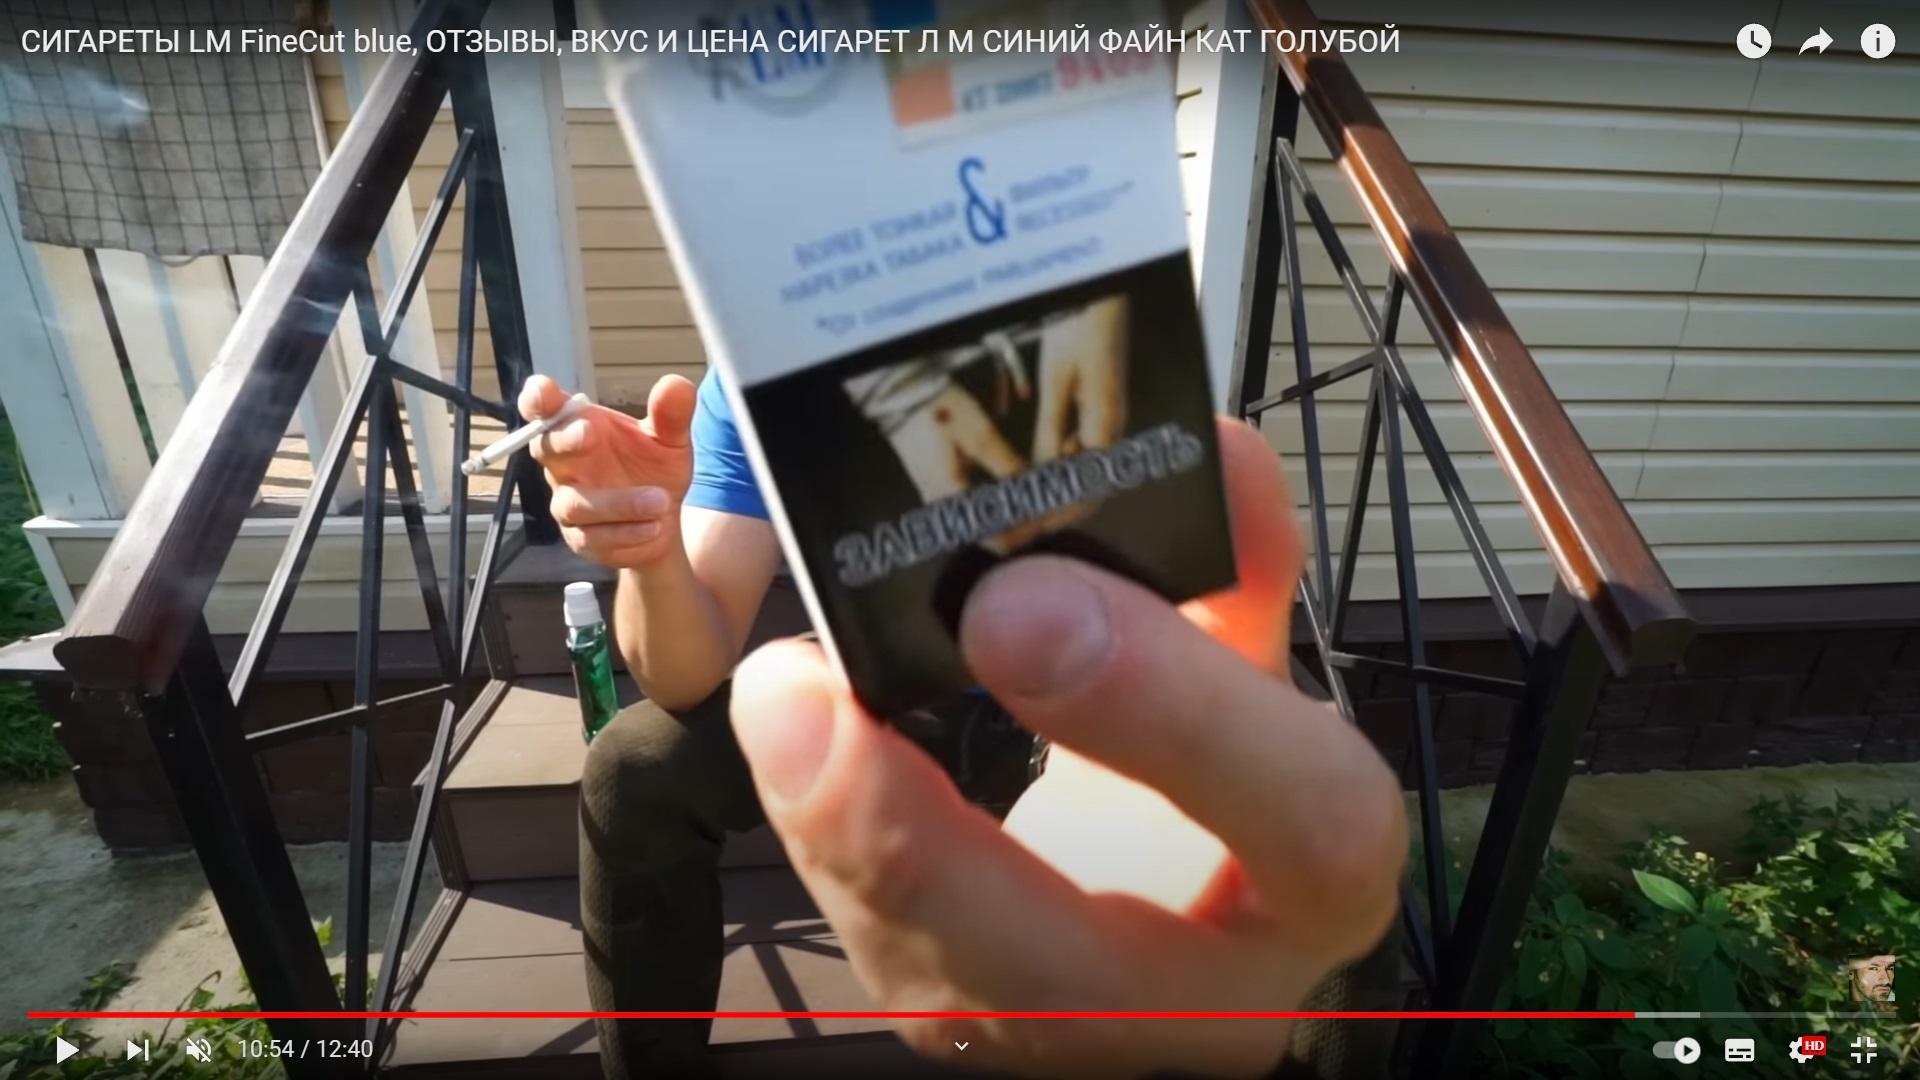 СИГАРЕТЫ LM FineCut blue, ОТЗЫВЫ, ВКУС И ЦЕНА СИГАРЕТ Л М СИНИЙ ФАЙН КАТ ГОЛУБОЙ
LM
БОЛЕЕ ТОНКАЯ & ФИЛЬТР
НАРЕЗКА ТАБАКА
ЗАВИСИМОСТЬ
10:54 / 12:40
HD